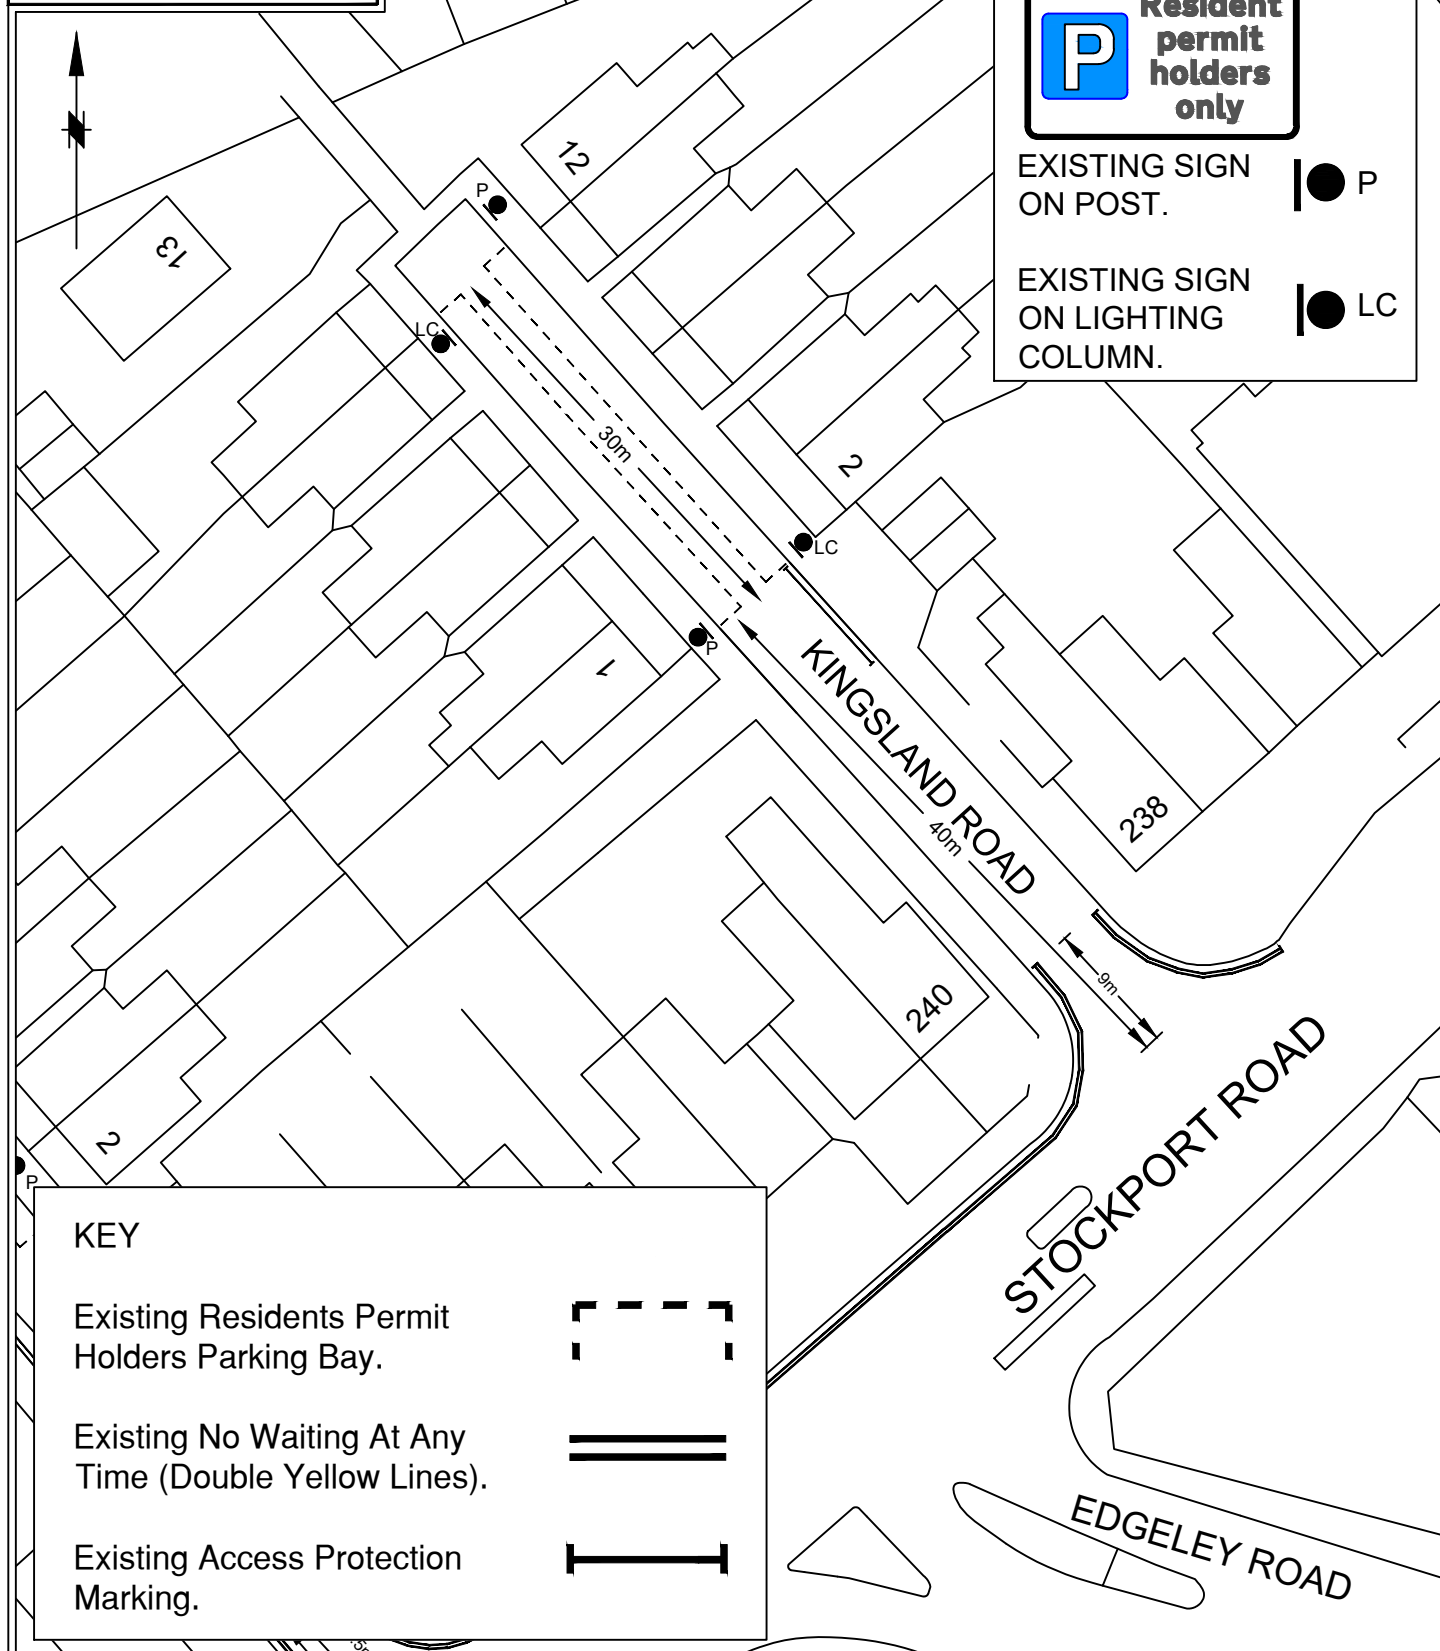 Resident
permit
holders
only
P
EXISTING SIGN
ON POST.
P
EXISTING SIGN
ON LIGHTING
COLUMN.
LC
12
P
13
LC
30m
2
LC
P
1
KINGSLAND ROAD
40m
238
9m
240
STOCKPORT ROAD
2
P
EDGELEY ROAD
KEY
Existing Residents Permit
Holders Parking Bay.
Existing No Waiting At Any
Time (Double Yellow Lines).
Existing Access Protection
Marking.